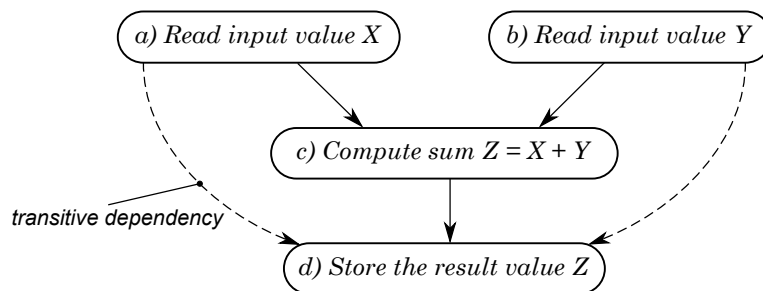 a) Read input value X
b) Read input value Y
c) Compute sum Z = X + Y
transitive dependency
d) Store the result value Z